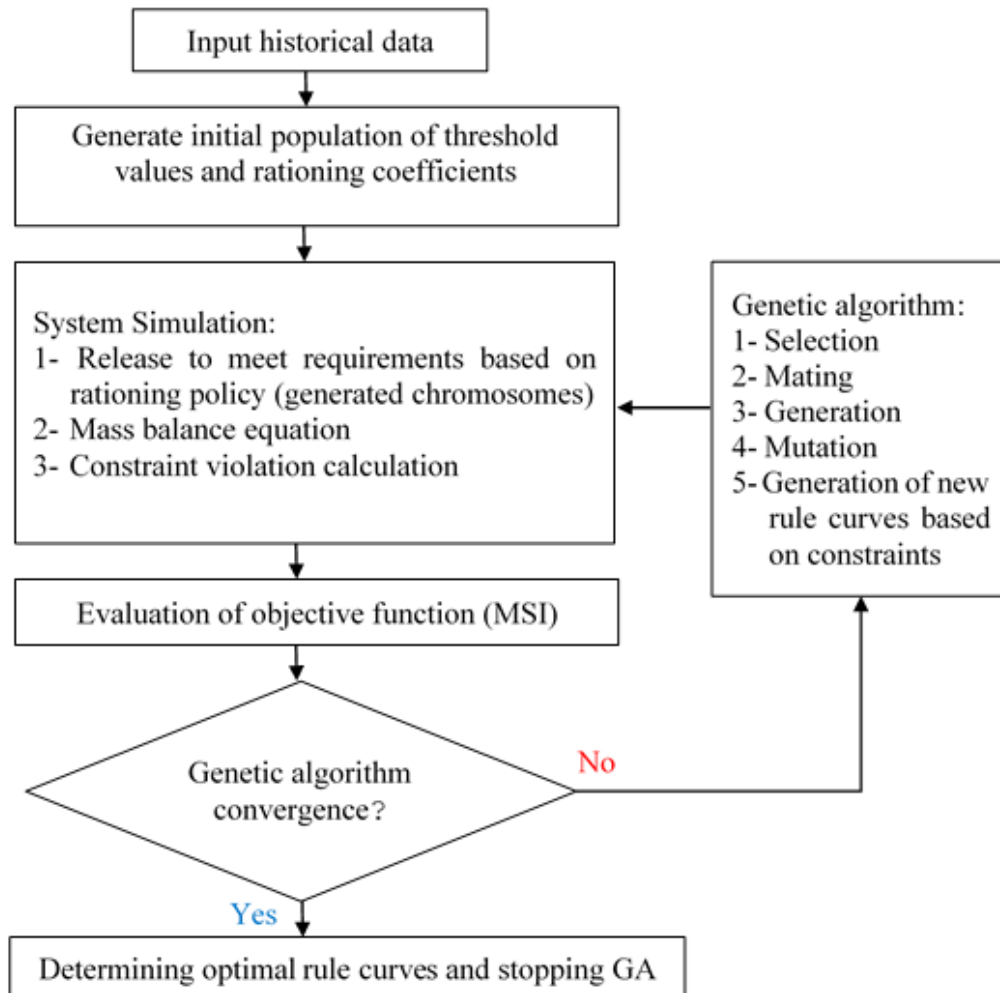 Input historical data
Generate initial population of threshold
values and rationing coefficients
System Simulation:
1- Release to meet requirements based on
rationing policy (generated chromosomes)
2- Mass balance equation
3- Constraint violation calculation
Genetic algorithm:
1- Selection
2- Mating
3- Generation
4- Mutation
5- Generation of new
rule curves based
on constraints
Evaluation of objective function (MSI)
Genetic algorithm
convergence?
No
Yes
Determining optimal rule curves and stopping GA